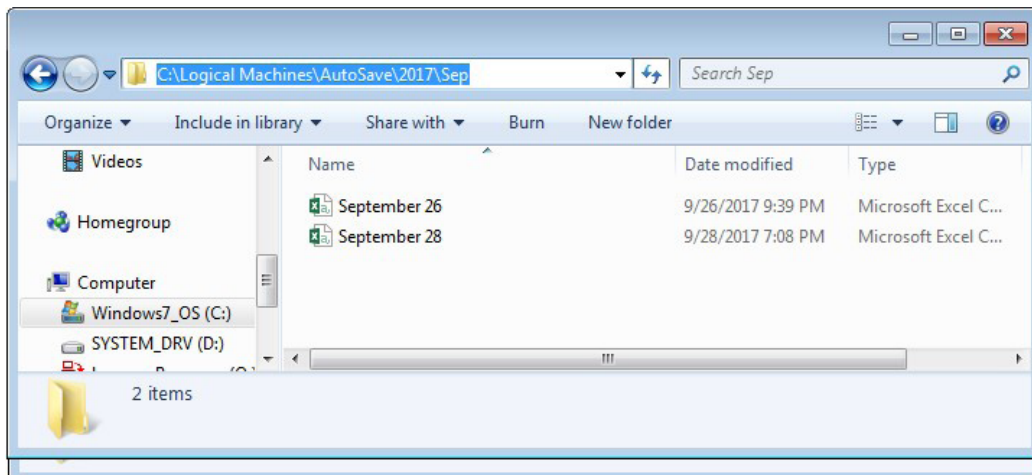 C:\Logical Machines\AutoSave\2017\Sep
Search Sep
Organize
Include in library
Share with
Burn
New folder
Videos
Homegroup
Computer
Windows7_OS (C:)
SYSTEM_DRV (D:)
Name
Date modified
Type
September 26
9/26/2017 9:39 PM
Microsoft Excel C...
September 28
9/28/2017 7:08 PM
Microsoft Excel C...
2 items